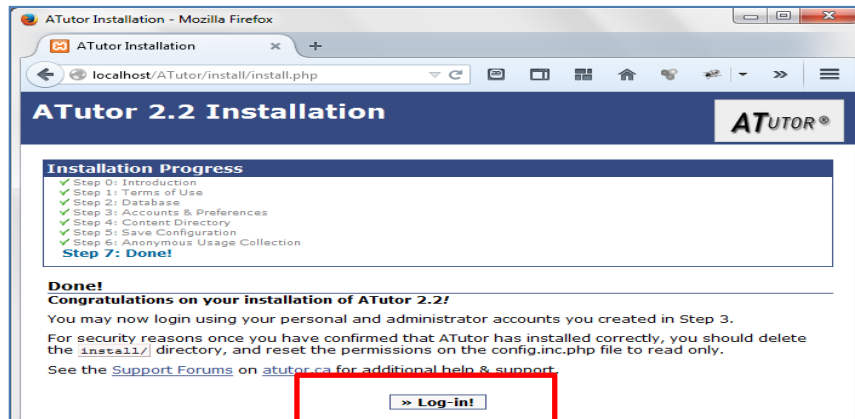 ATutor Installation - Mozilla Firefox
ATutor Installation
localhost/ATutor/install/install.php
ATutor 2.2 Installation
ATUTOR ®
Installation Progress
Step 0: Introduction
Step 1: Terms of Use
Step 2: Database
Step 3: Accounts & Preferences
Step 4: Content Directory
Step 5: Save Configuration
Step 6: Anonymous Usage Collection
Step 7: Done!
Done!
Congratulations on your installation of ATutor 2.2!
You may now login using your personal and administrator accounts you created in Step 3.
For security reasons once you have confirmed that ATutor has installed correctly, you should delete
the install/ directory, and reset the permissions on the config.inc.php file to read only.
See the Support Forums on atutor.ca for additional help & support.
» Log-in!